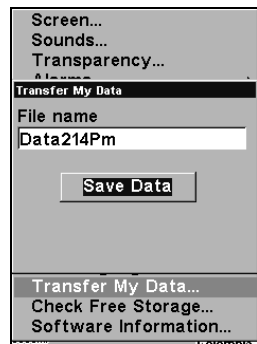 Screen...
Sounds...
Transparency...
Transfer My Data
File name
Data214Pm
Save Data
Transfer My Data...
Check Free Storage...
Software Information...